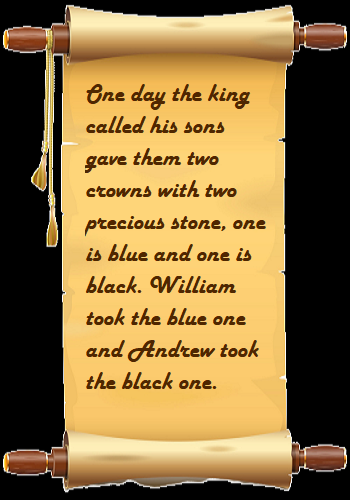 One day the king
called his sons
gave them two
crowns with two
precious stone, one
is blue and one is
black. William
took the blue one
and Andrew took
the black one.